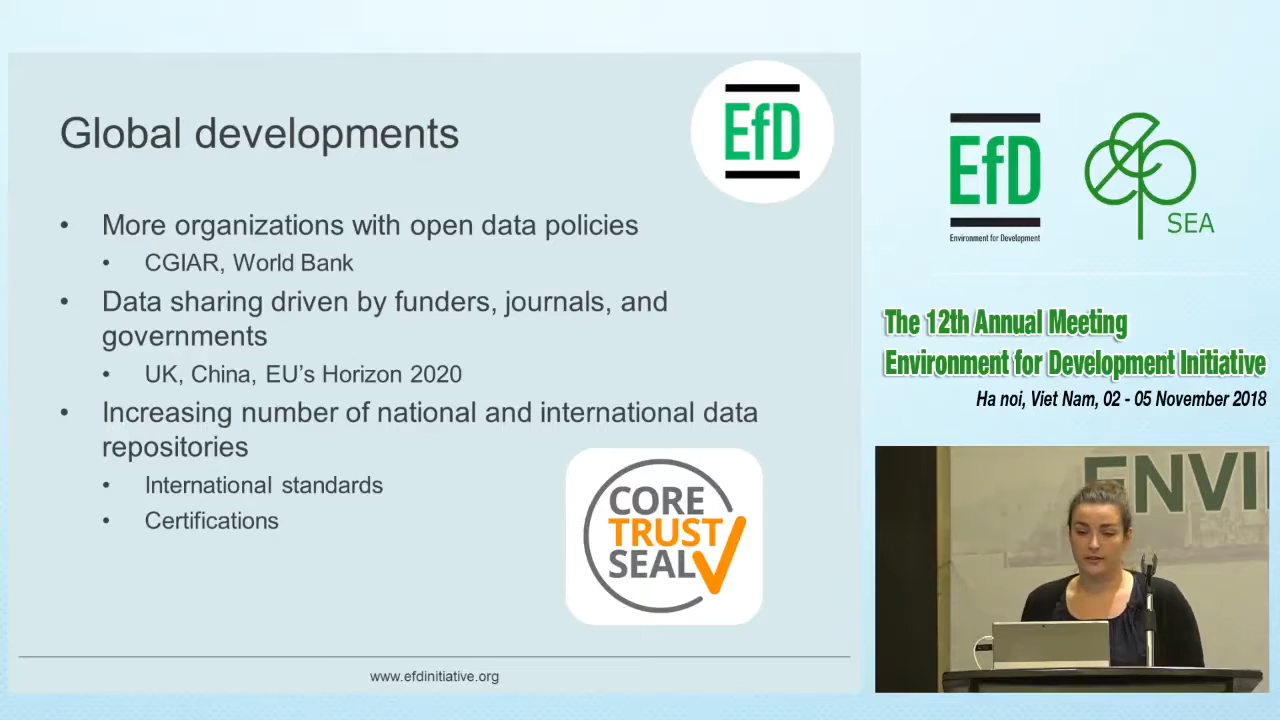 Global developments
EfD
• More organizations with open data policies
• CGIAR, World Bank
• Data sharing driven by funders, journals, and
governments
• UK, China, EU’s Horizon 2020
• Increasing number of national and international data
repositories
• International standards
• Certifications
CORE
TRUST
SEAL
www.efdinitiative.org
EfD
Environment for Development
SEA
The 12th Annual Meeting
Environment for Development Initiative
Ha noi, Viet Nam, 02 - 05 November 2018
ENVI